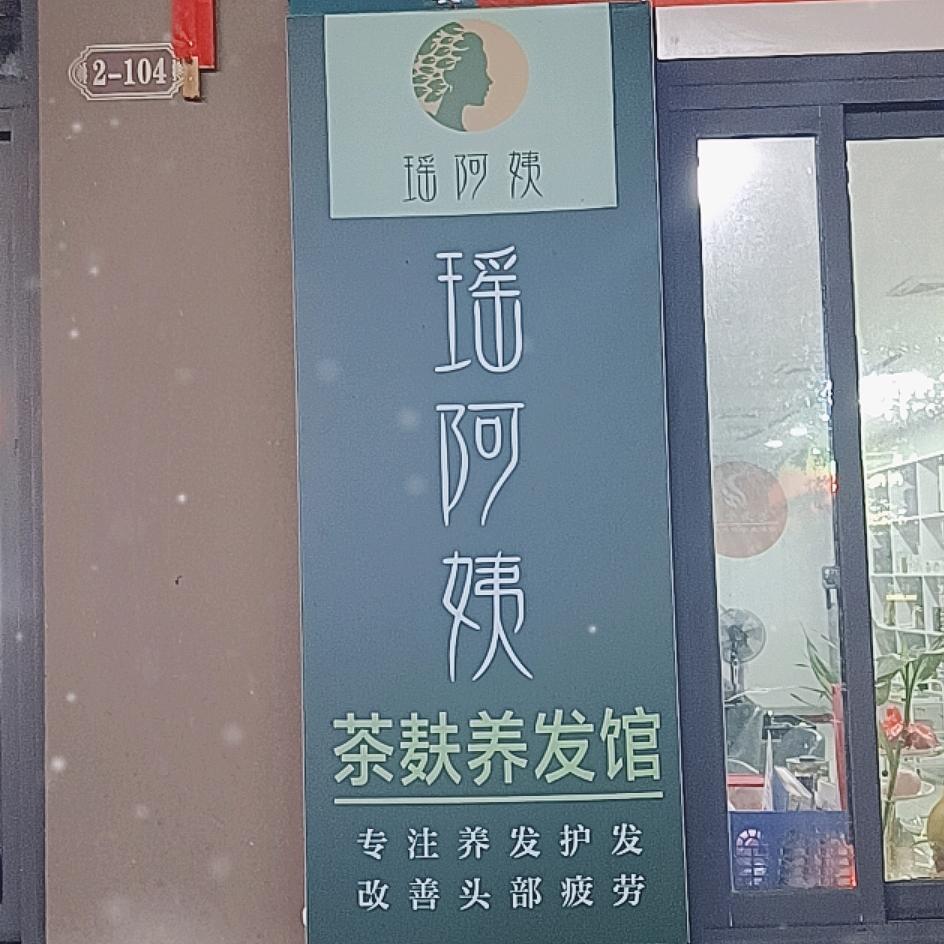 2-104
瑶阿姨
瑶阿姨
茶麸养发馆
专注养发护发
改善头部疲劳